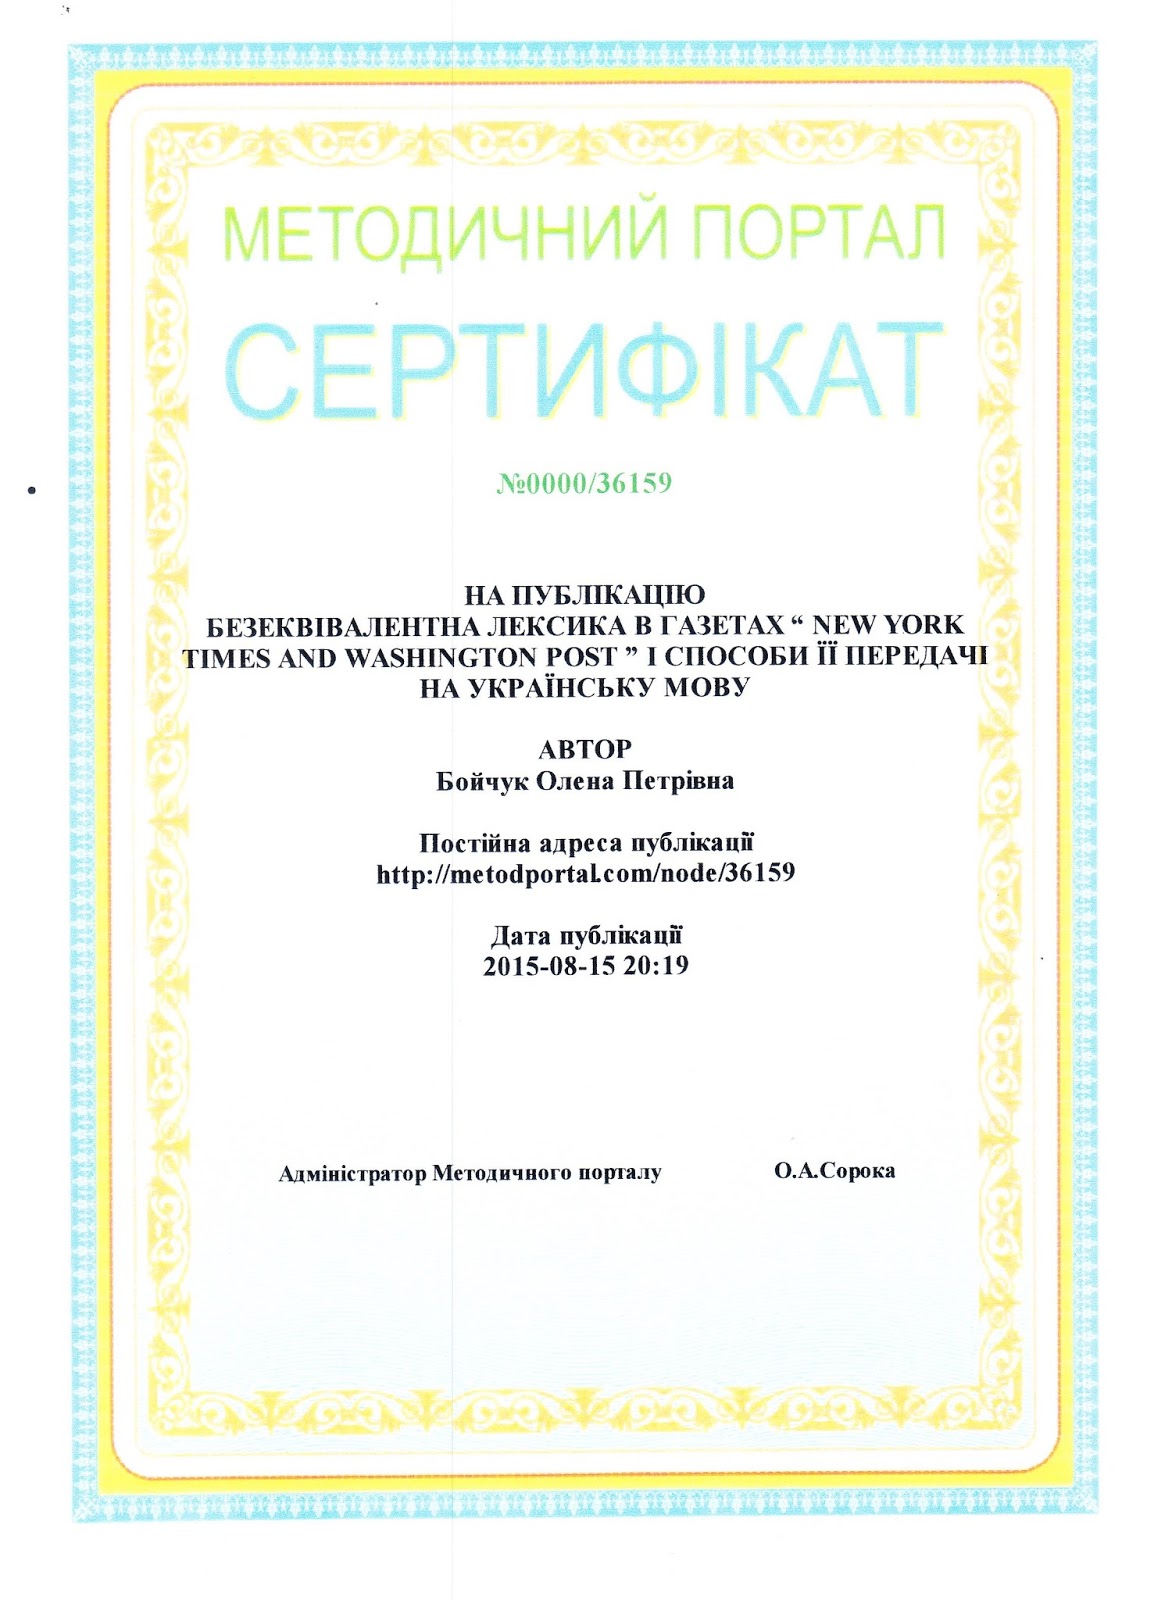 МЕТОДИЧНИЙ ПОРТАЛ
СЕРТИФІКАТ
№0000/36159
НА ПУБЛІКАЦІЮ
БЕЗЕКВІВАЛЕНТНА ЛЕКСИКА В ГАЗЕТАХ “ NEW YORK
TIMES AND WASHINGTON POST ” І СПОСОБИ ЇЇ ПЕРЕДАЧІ
НА УКРАЇНСЬКУ МОВУ
АВТОР
Бойчук Олена Петрівна
Постійна адреса публікації
http://metodportal.com/node/36159
Дата публікації
2015-08-15 20:19
Адміністратор Методичного порталу О.А.Сорока